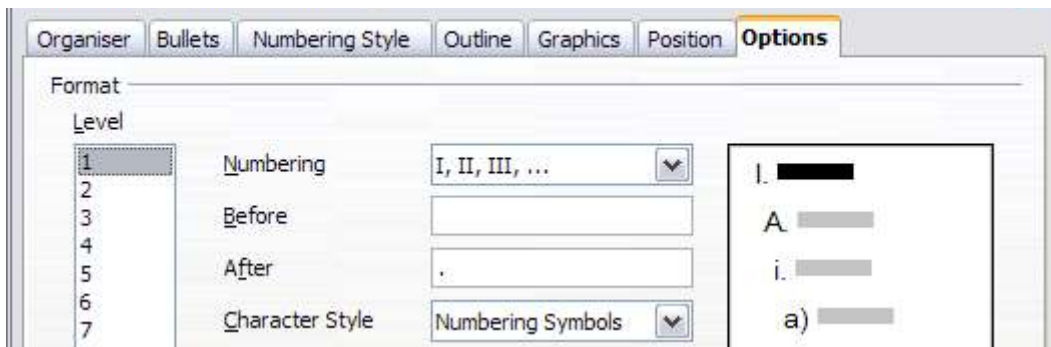 Organiser Bullets Numbering Style Outline Graphics Position Options
Format
Level
1
2
3
4
5
6
7
Numbering I, II, III, ...
Before
After .
Character Style Numbering Symbols
I.
A.
i.
a)